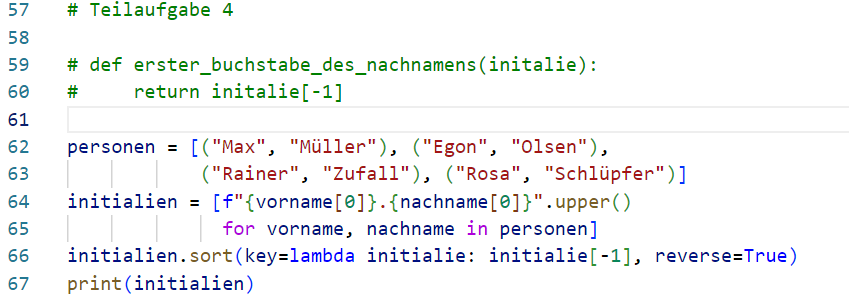 57 # Teilaufgabe 4
58
59 # def erster_buchstabe_des_nachnamens(initalie):
60 #     return initalie[-1]
61
62 personen = [("Max", "Müller"), ("Egon", "Olsen"),
63             ("Rainer", "Zufall"), ("Rosa", "Schlüpfer")]
64 initialien = [f"{vorname[0]}.{nachname[0]}".upper()
65               for vorname, nachname in personen]
66 initialien.sort(key=lambda initialie: initialie[-1], reverse=True)
67 print(initialien)